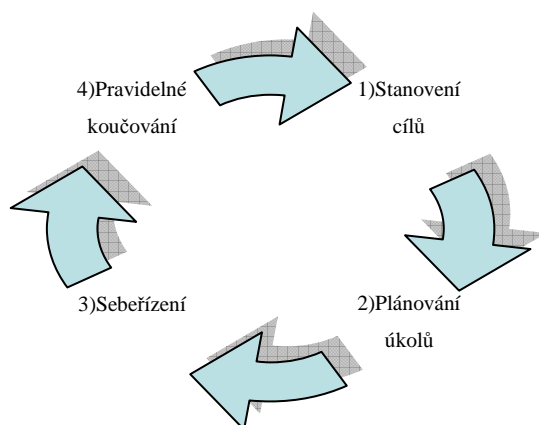 4)Pravidelné
koučování
1)Stanovení
cílů
2)Plánování
úkolů
3)Sebeřízení